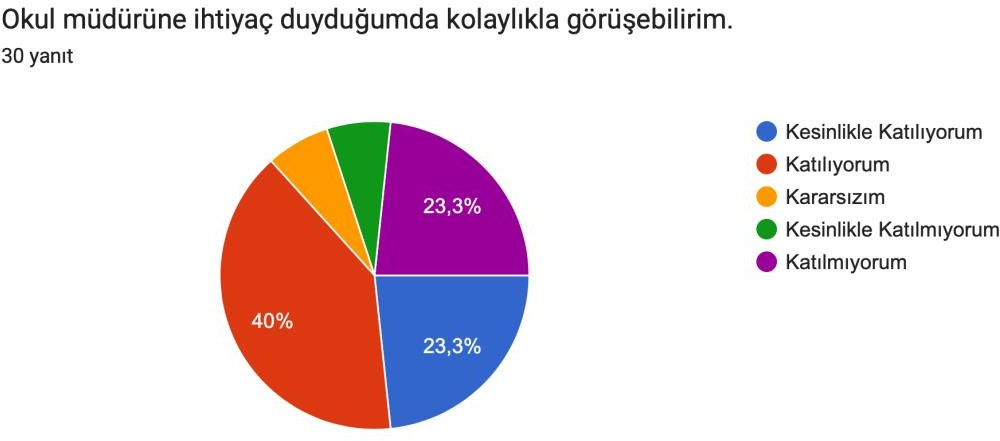 Okul müdürüne ihtiyaç duyduğumda kolaylıkla görüşebilirim.
30 yanıt
23,3%
40%
23,3%
Kesinlikle Katılıyorum
Katılıyorum
Kararsızım
Kesinlikle Katılmıyorum
Katılmıyorum